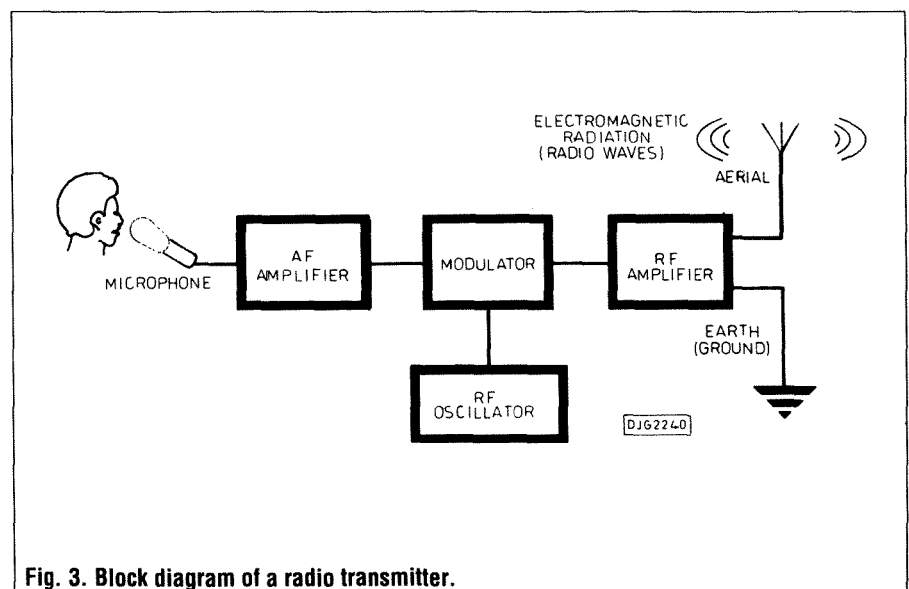 ELECTROMAGNETIC
RADIATION
(RADIO WAVES)
AERIAL
MICROPHONE
AF
AMPLIFIER
MODULATOR
RF
AMPLIFIER
EARTH
(GROUND)
RF
OSCILLATOR
DJG2240
Fig. 3. Block diagram of a radio transmitter.